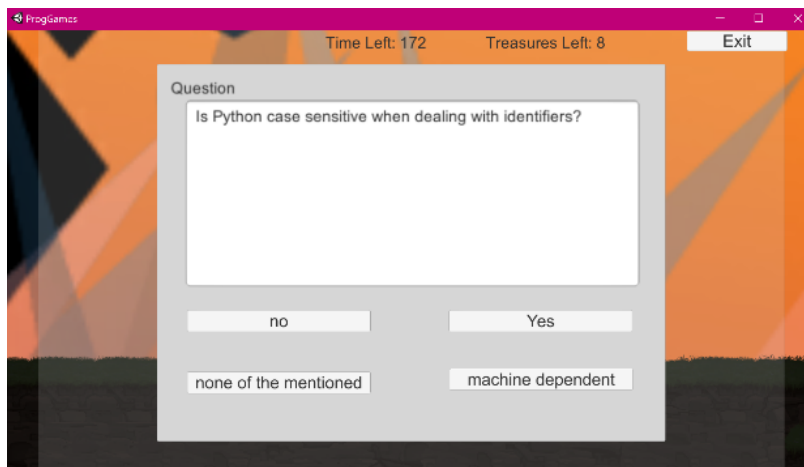 ProgGames
Time Left: 172 Treasures Left: 8 Exit
Question
Is Python case sensitive when dealing with identifiers?
no Yes
none of the mentioned machine dependent